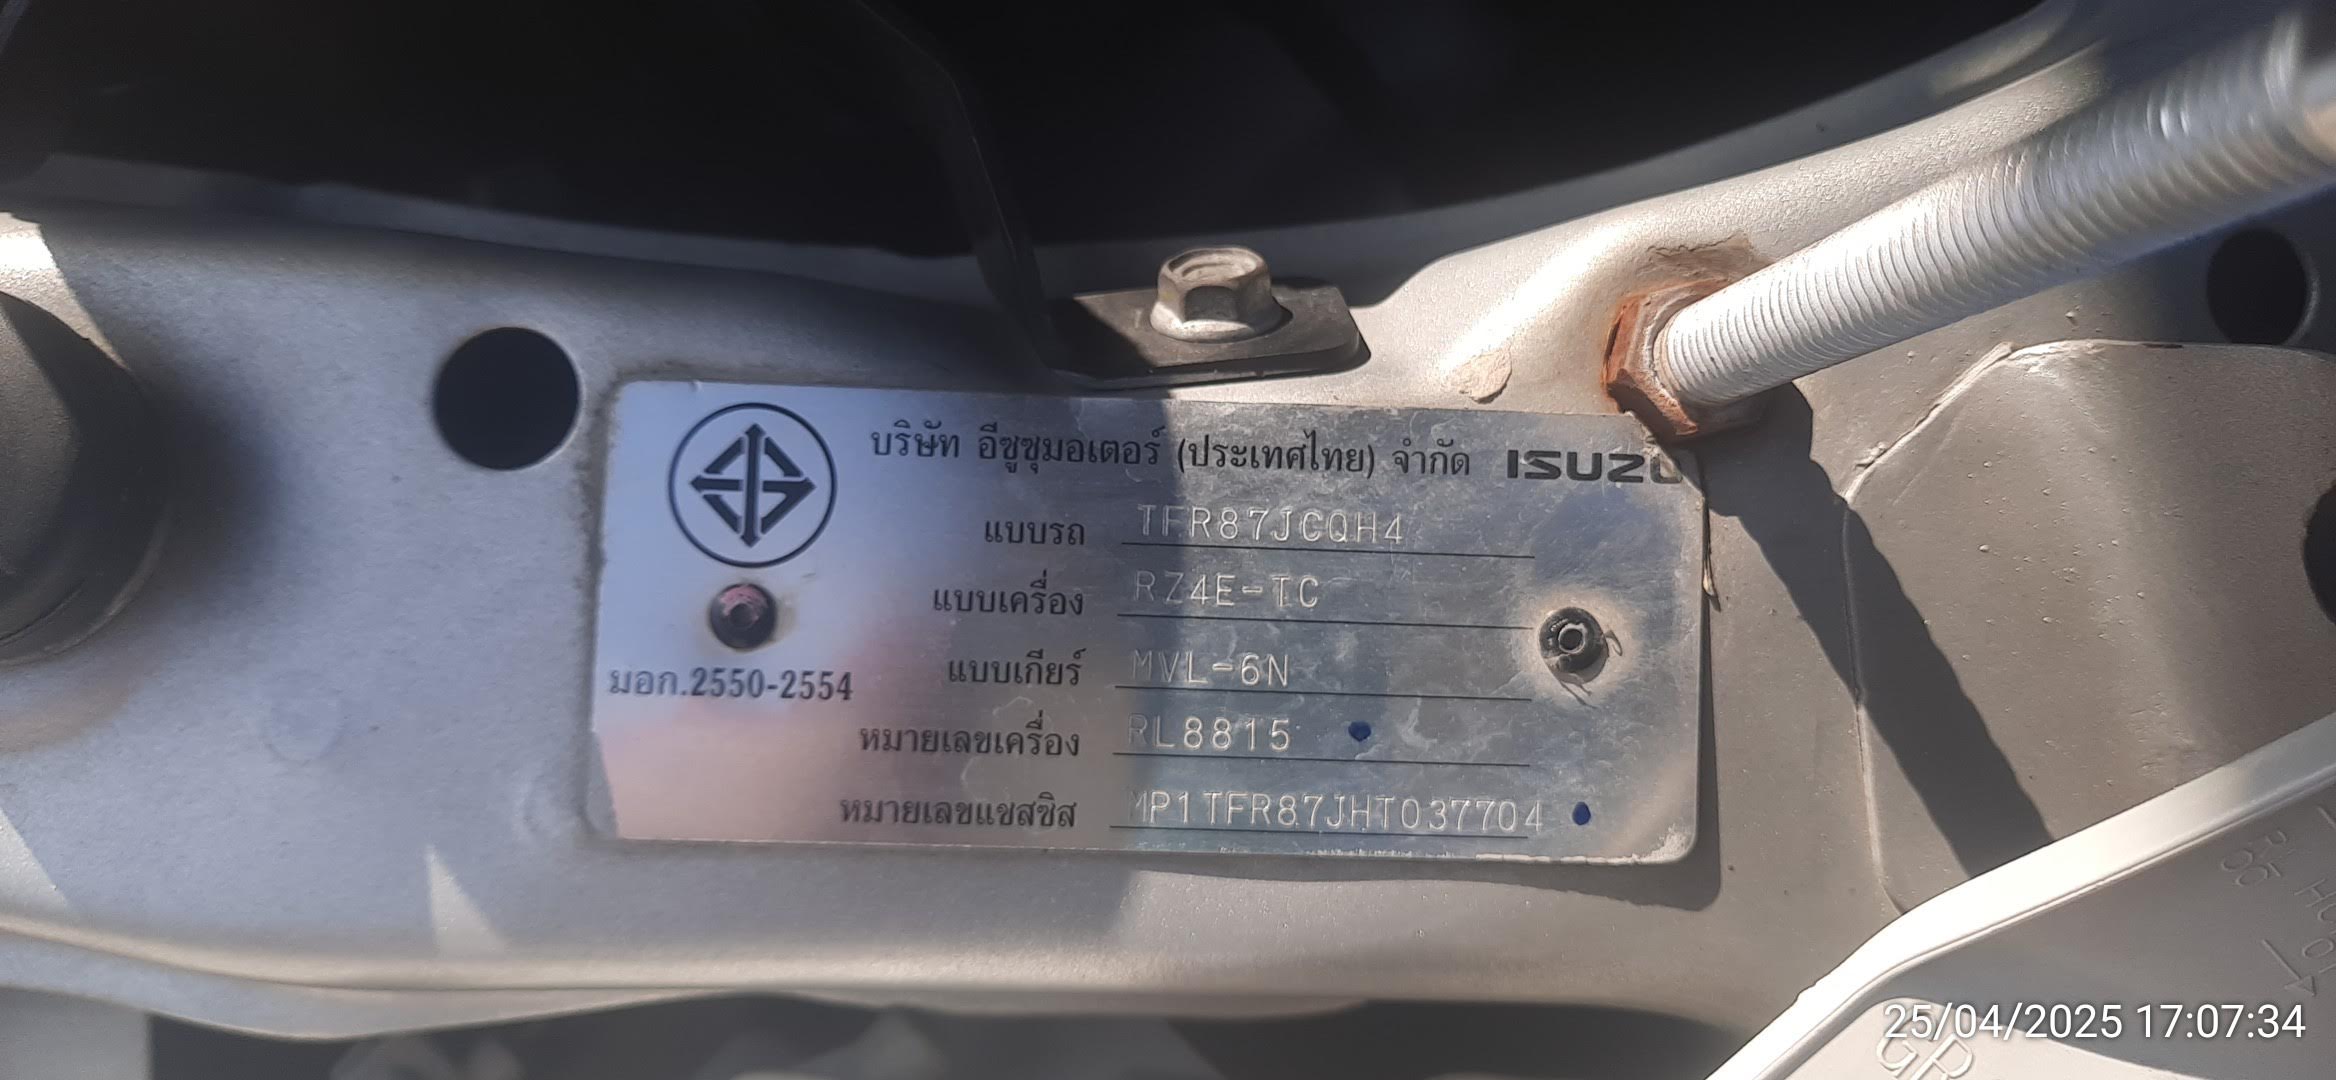 บริษัท อีซูซุมอเตอร์ (ประเทศไทย) จำกัด ISUZU
แบบรถ TFR87JCQH4
แบบเครื่อง RZ4E-TC
แบบเกียร์ MVL-6N
มอก.2550-2554
หมายเลขเครื่อง RL8815
หมายเลขแชสซิส MP1TFR87JHT037704
25/04/2025 17:07:34